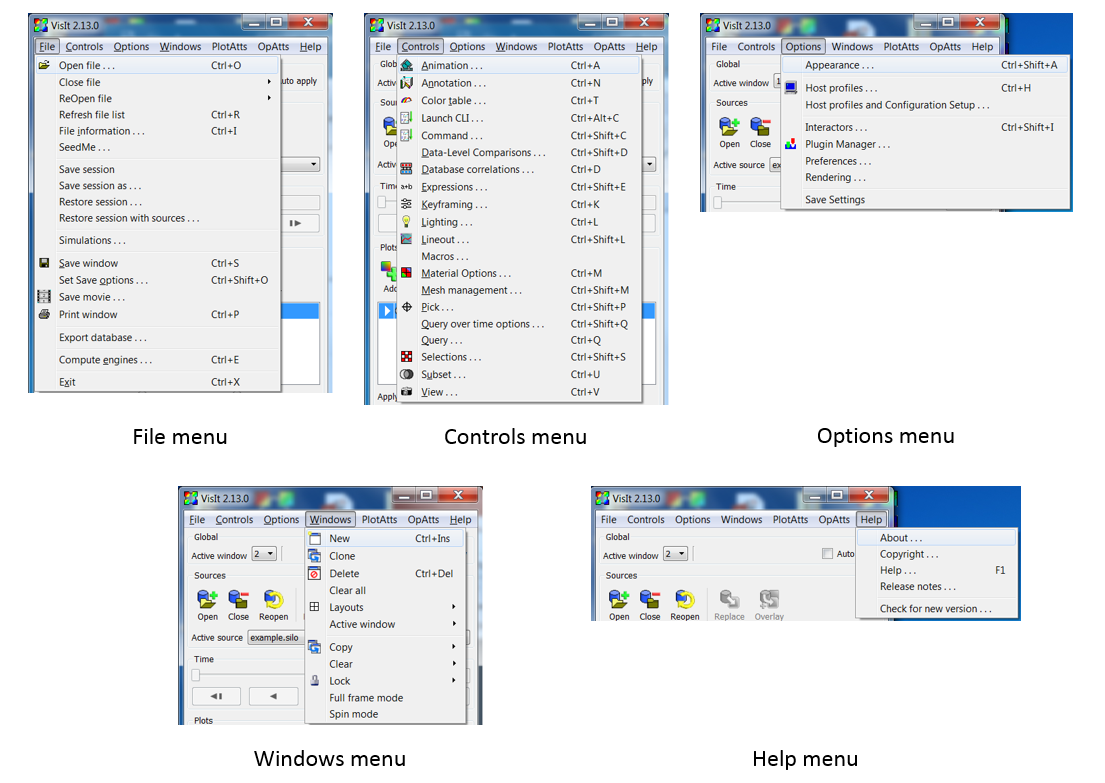 VisIt 2.13.0
File Controls Options Windows PlotAtts OpAtts Help
Open file . . . Ctrl+O
Close file
ReOpen file
Refresh file list Ctrl+R
File information . . . Ctrl+I
SeedMe . . .
Save session
Save session as . . .
Restore session . . .
Restore session with sources . . .
Simulations . . .
Save window Ctrl+S
Set Save options . . . Ctrl+Shift+O
Save movie . . .
Print window Ctrl+P
Export database . . .
Compute engines . . . Ctrl+E
Exit Ctrl+X
uto apply
File menu
VisIt 2.13.0
File Controls Options Windows PlotAtts OpAtts Help
Glob
Activ
Sou
Op
Activ
Time
Plots
Add
Apply
ply
Animation . . . Ctrl+A
Annotation . . . Ctrl+N
Color table . . . Ctrl+T
Launch CLI . . . Ctrl+Alt+C
Command . . . Ctrl+Shift+C
Data-Level Comparisons . . . Ctrl+Shift+D
Database correlations . . . Ctrl+D
a+b Expressions . . . Ctrl+Shift+E
Keyframing . . . Ctrl+K
Lighting . . . Ctrl+L
Lineout . . . Ctrl+Shift+L
Macros . . .
Material Options . . . Ctrl+M
Mesh management . . . Ctrl+Shift+M
Pick . . . Ctrl+Shift+P
Query over time options . . . Ctrl+Shift+Q
Query . . . Ctrl+Q
Selections . . . Ctrl+Shift+S
Subset . . . Ctrl+U
View . . . Ctrl+V
Controls menu
VisIt 2.13.0
File Controls Options Windows PlotAtts OpAtts Help
Global
Active window 1
Sources
Open Close
Active source ex
Time
Appearance . . . Ctrl+Shift+A
Host profiles . . . Ctrl+H
Host profiles and Configuration Setup . . .
Interactors . . . Ctrl+Shift+I
Plugin Manager . . .
Preferences . . .
Rendering . . .
Save Settings
Options menu
VisIt 2.13.0
File Controls Options Windows PlotAtts OpAtts Help
Global
Active window 2
Sources
Open Close Reopen
Active source example.silo
Time
Plots
New Ctrl+Ins
Clone
Delete Ctrl+Del
Clear all
Layouts
Active window
Copy
Clear
Lock
Full frame mode
Spin mode
Windows menu
VisIt 2.13.0
File Controls Options Windows PlotAtts OpAtts Help
Global
Active window 2 Auto
Sources
Open Close Reopen Replace Overlay
About . . .
Copyright . . .
Help . . . F1
Release notes . . .
Check for new version . . .
Help menu